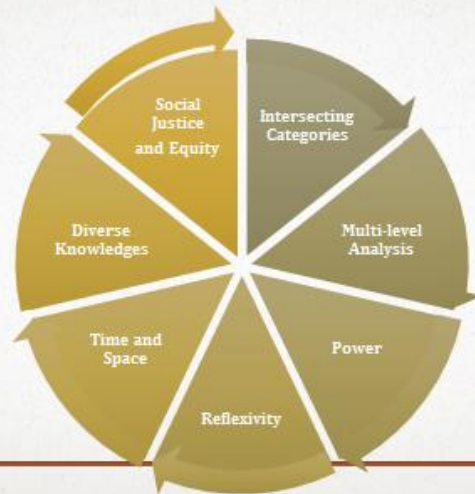 Social
Justice
and Equity
Intersecting
Categories
Multi-level
Analysis
Power
Reflexivity
Time and
Space
Diverse
Knowledges